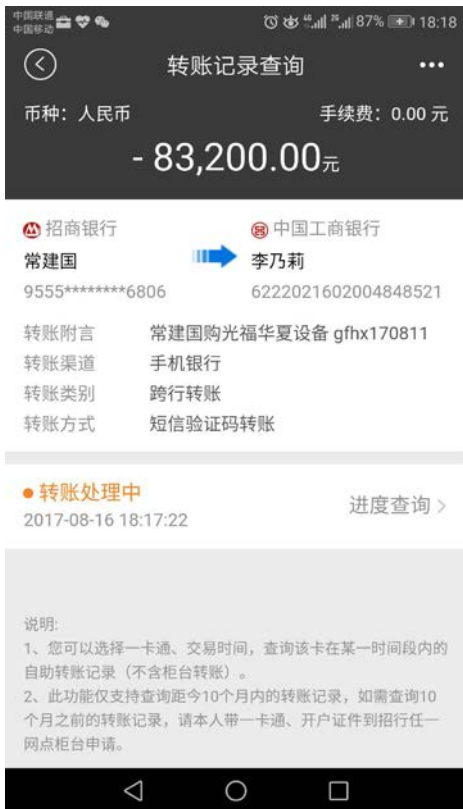 中国联通
中国移动
4G 2G 87% 18:18
转账记录查询
币种：人民币 手续费：0.00 元
- 83,200.00元
招商银行 中国工商银行
常建国 李乃莉
9555********6806 6222021602004848521
转账附言 常建国购光福华夏设备 gfhx170811
转账渠道 手机银行
转账类别 跨行转账
转账方式 短信验证码转账
转账处理中
2017-08-16 18:17:22 进度查询
说明:
1、您可以选择一卡通、交易时间，查询该卡在某一时间段内的
自助转账记录（不含柜台转账）。
2、此功能仅支持查询距今10个月内的转账记录，如需查询10
个月之前的转账记录，请本人带一卡通、开户证件到招行任一
网点柜台申请。